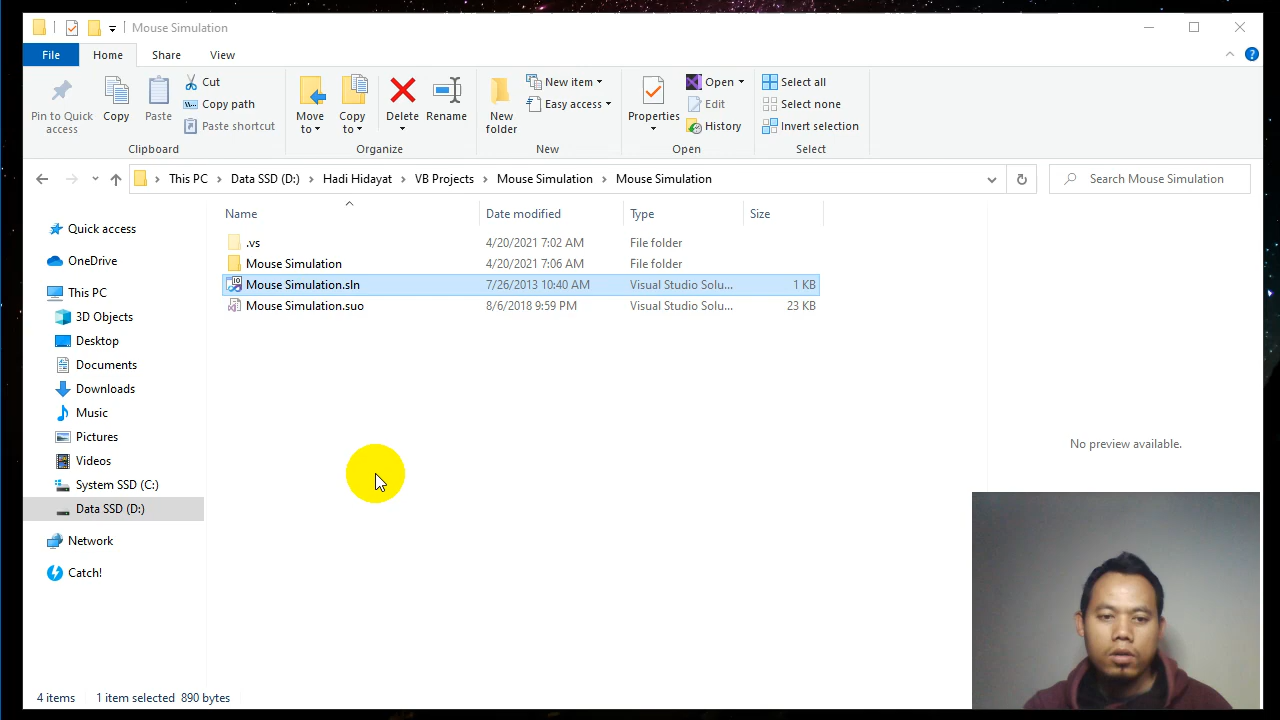 Mouse Simulation
File Home Share View
Pin to Quick access
Copy
Paste
Cut
Copy path
Paste shortcut
Clipboard
Move to
Copy to
Delete
Rename
Organize
New folder
New item
Easy access
New
Properties
Open
Edit
History
Open
Select all
Select none
Invert selection
Select
This PC > Data SSD (D:) > Hadi Hidayat > VB Projects > Mouse Simulation > Mouse Simulation
Search Mouse Simulation
Quick access
OneDrive
This PC
3D Objects
Desktop
Documents
Downloads
Music
Pictures
Videos
System SSD (C:)
Data SSD (D:)
Network
Catch!
Name Date modified Type Size
.vs 4/20/2021 7:02 AM File folder
Mouse Simulation 4/20/2021 7:06 AM File folder
Mouse Simulation.sln 7/26/2013 10:40 AM Visual Studio Solu... 1 KB
Mouse Simulation.suo 8/6/2018 9:59 PM Visual Studio Solu... 23 KB
No preview available.
4 items 1 item selected 890 bytes